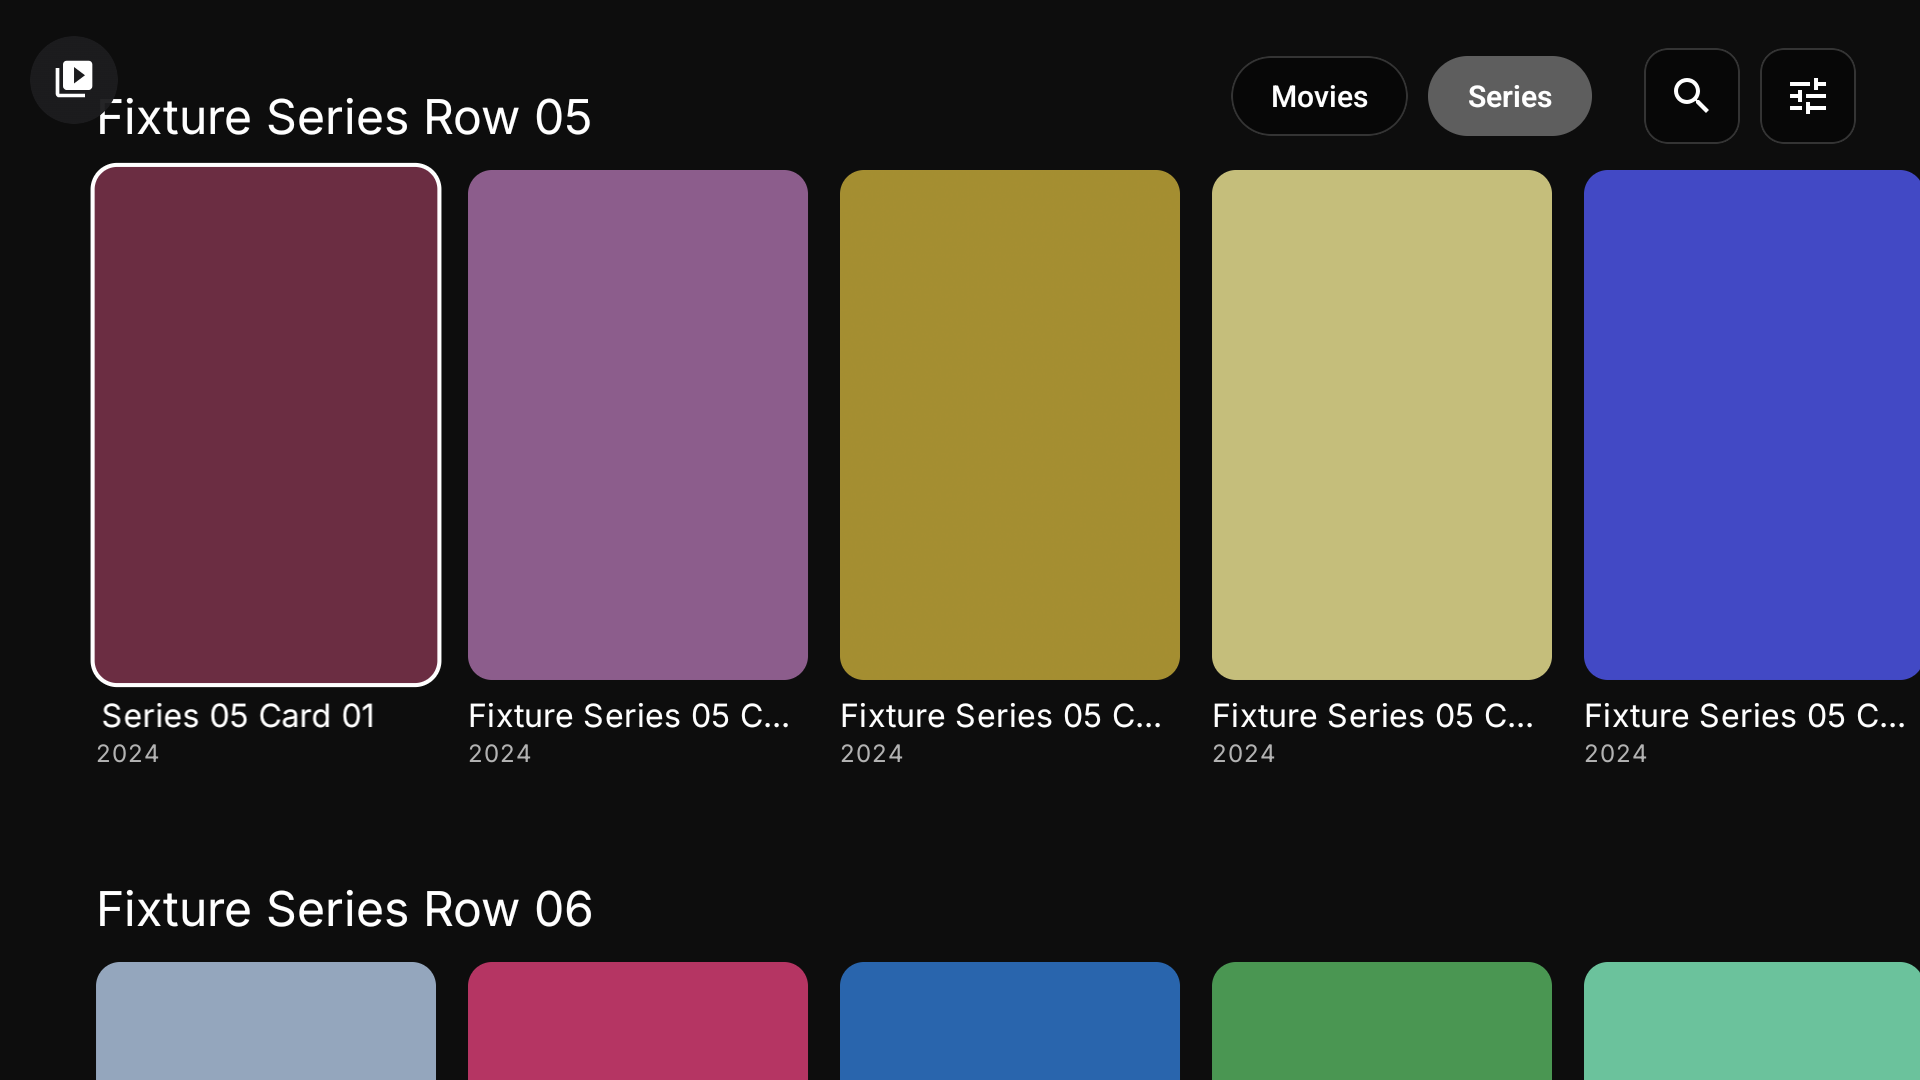 Movies
Series
Fixture Series Row 05
Series 05 Card 01
2024
Fixture Series 05 C...
2024
Fixture Series 05 C...
2024
Fixture Series 05 C...
2024
Fixture Series 05 C...
2024
Fixture Series Row 06